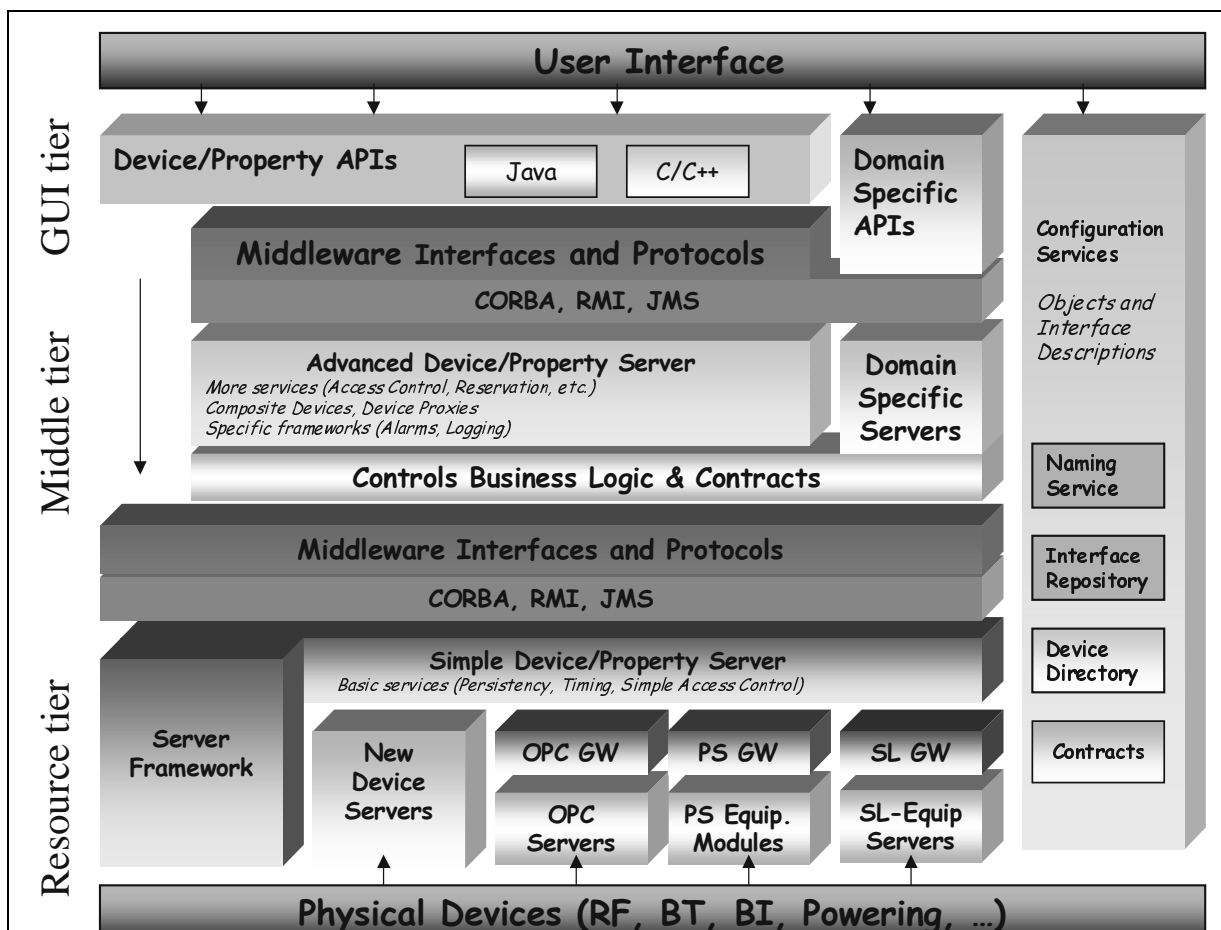 User Interface
GUI tier
Device/Property APIs
Java
C/C++
Domain
Specific
APIs
Middleware Interfaces and Protocols
CORBA, RMI, JMS
Middle tier
Advanced Device/Property Server
More services (Access Control, Reservation, etc.)
Composite Devices, Device Proxies
Specific frameworks (Alarms, Logging)
Domain
Specific
Servers
Controls Business Logic & Contracts
Middleware Interfaces and Protocols
CORBA, RMI, JMS
Resource tier
Server
Framework
Simple Device/Property Server
Basic services (Persistency, Timing, Simple Access Control)
New
Device
Servers
OPC GW
OPC
Servers
PS GW
PS Equip.
Modules
SL GW
SL-Equip
Servers
Configuration
Services
Objects and
Interface
Descriptions
Naming
Service
Interface
Repository
Device
Directory
Contracts
Physical Devices (RF, BT, BI, Powering, …)